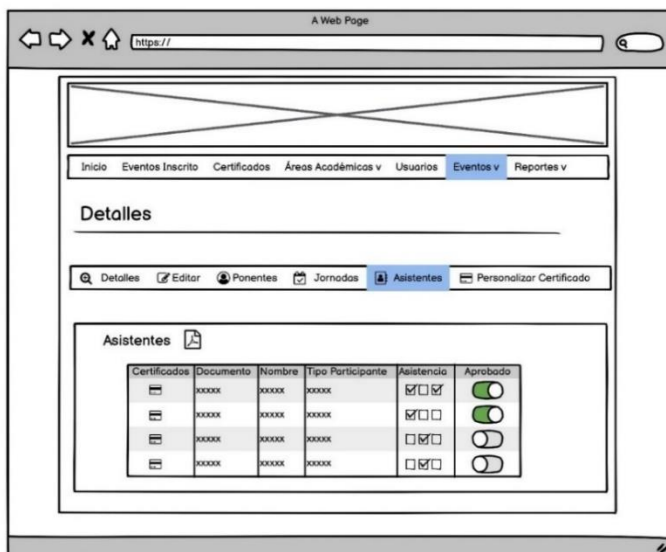 A Web Page
https://
Inicio Eventos Inscrito Certificados Áreas Académicas v Usuarios Eventos v Reportes v
Detalles
Detalles Editar Ponentes Jornadas Asistentes Personalizar Certificado
Asistentes
Certificados Documento Nombre Tipo Participante Asistencia Aprobado
xxxxx xxxxx xxxxx
xxxxx xxxxx xxxxx
xxxxx xxxxx xxxxx
xxxxx xxxxx xxxxx